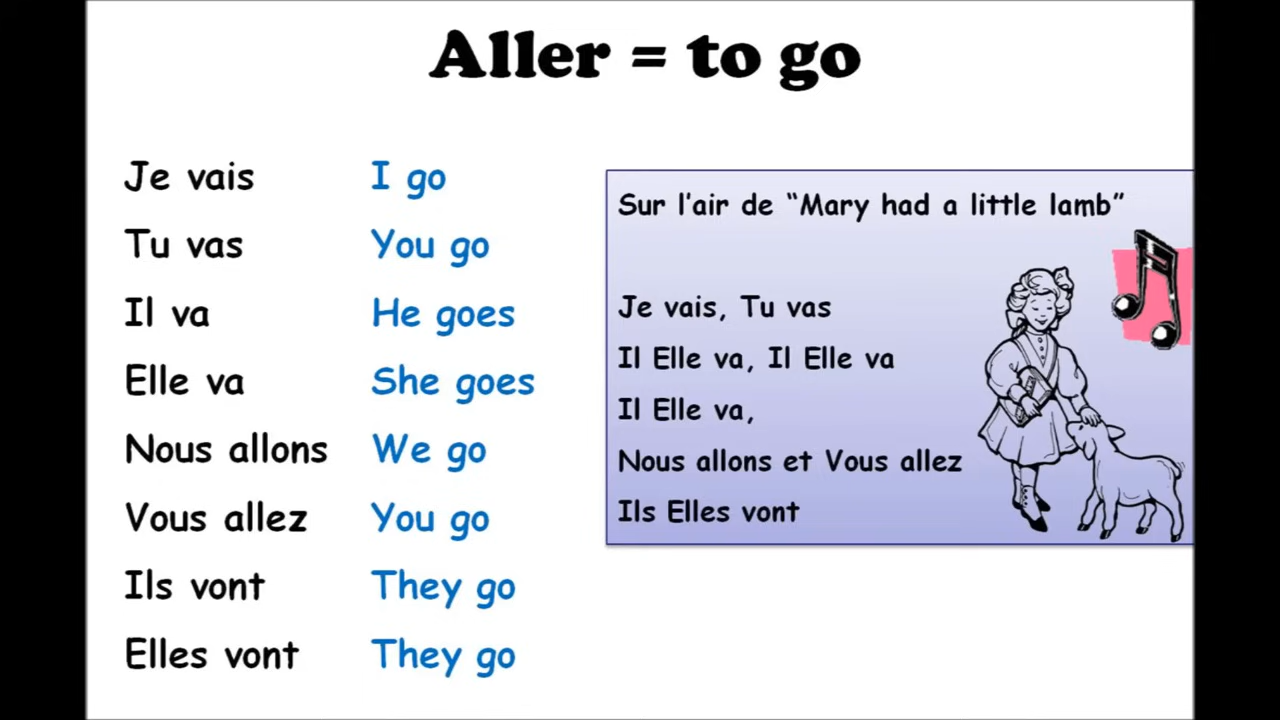 Aller = to go
Je vais I go
Tu vas You go
Il va He goes
Elle va She goes
Nous allons We go
Vous allez You go
Ils vont They go
Elles vont They go
Sur l'air de “Mary had a little lamb”
Je vais, Tu vas
Il Elle va, Il Elle va
Il Elle va,
Nous allons et Vous allez
Ils Elles vont